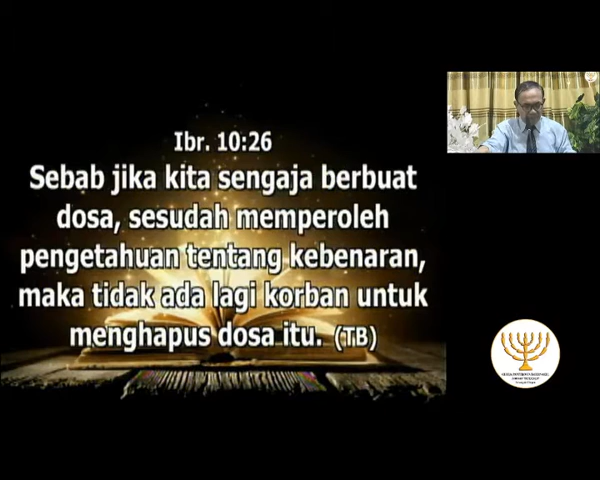 Ibr. 10:26
Sebab jika kita sengaja berbuat
dosa, sesudah memperoleh
pengetahuan tentang kebenaran,
maka tidak ada lagi korban untuk
menghapus dosa itu. (TB)